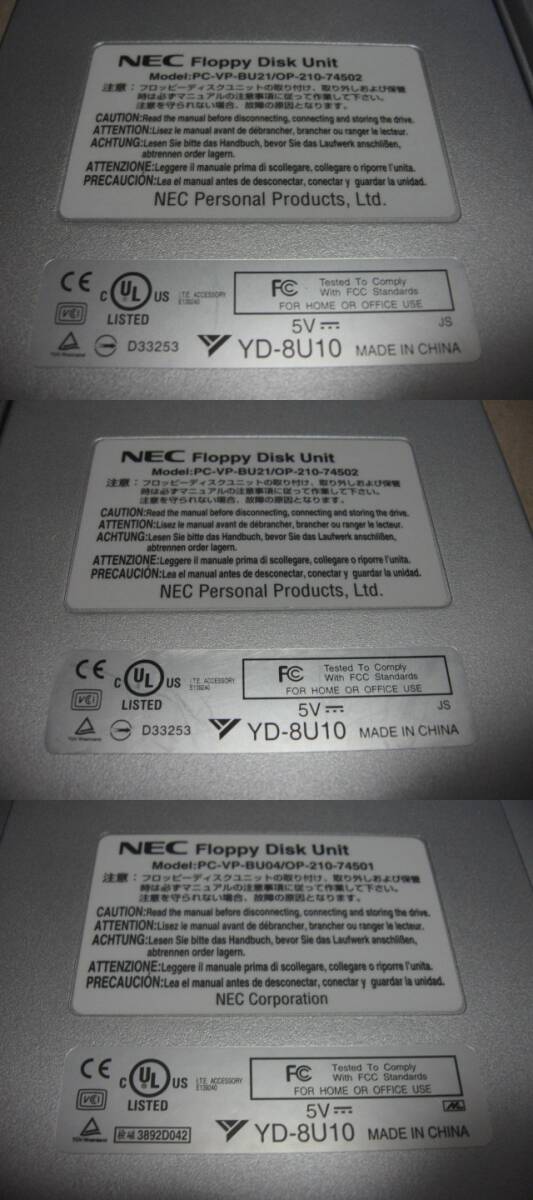 NEC Floppy Disk Unit
Model:PC-VP-BU21/OP-210-74502
注意：フロッピーディスクユニットの取り付け、取り外しおよび保管
時は必ずマニュアルの注意事項に従って作業して下さい。
注意を守られない場合、故障の原因となります。
CAUTION:Read the manual before disconnecting, connecting and storing the drive.
ATTENTION:Lisez le manual avant de débrancher, brancher ou ranger le lecteur.
ACHTUNG:Lesen Sie bitte das Handbuch, bevor Sie das Laufwerk anschlißen,
abtrennen order lagern.
ATTENZIONE:Leggere il manuale prima di scollegare, collegare o riporre l'unita.
PRECAUCIÓN:Lea el manual antes de desconectar, conectar y guardar la unidad.
NEC Personal Products, Ltd.
CE
C UL US
LISTED
I.T.E. ACCESSORY
E139240
FC Tested To Comply
With FCC Standards
FOR HOME OR OFFICE USE
VCI
5V
JS
TÜV Rheinland
D33253
YD-8U10 MADE IN CHINA
NEC Floppy Disk Unit
Model:PC-VP-BU21/OP-210-74502
注意：フロッピーディスクユニットの取り付け、取り外しおよび保管
時は必ずマニュアルの注意事項に従って作業して下さい。
注意を守られない場合、故障の原因となります。
CAUTION:Read the manual before disconnecting, connecting and storing the drive.
ATTENTION:Lisez le manual avant de débrancher, brancher ou ranger le lecteur.
ACHTUNG:Lesen Sie bitte das Handbuch, bevor Sie das Laufwerk anschlißen,
abtrennen order lagern.
ATTENZIONE:Leggere il manuale prima di scollegare, collegare o riporre l'unita.
PRECAUCIÓN:Lea el manual antes de desconectar, conectar y guardar la unidad.
NEC Personal Products, Ltd.
CE
C UL US
LISTED
I.T.E. ACCESSORY
E139240
FC Tested To Comply
With FCC Standards
FOR HOME OR OFFICE USE
VCI
5V
JS
TÜV Rheinland
D33253
YD-8U10 MADE IN CHINA
NEC Floppy Disk Unit
Model:PC-VP-BU04/OP-210-74501
注意：フロッピーディスクユニットの取り付け、取り外しおよび保管
時は必ずマニュアルの注意事項に従って作業して下さい。
注意を守られない場合、故障の原因となります。
CAUTION:Read the manual before disconnecting, connecting and storing the drive.
ATTENTION:Lisez le manual avant de débrancher, brancher ou ranger le lecteur.
ACHTUNG:Lesen Sie bitte das Handbuch, bevor Sie das Laufwerk anschlißen,
abtrennen order lagern.
ATTENZIONE:Leggere il manuale prima di scollegare, collegare o riporre l'unita.
PRECAUCIÓN:Lea el manual antes de desconectar, conectar y guardar la unidad.
NEC Corporation
CE
C UL US
LISTED
I.T.E. ACCESSORY
E139240
FC Tested To Comply
With FCC Standards
FOR HOME OR OFFICE USE
VCI
5V
TÜV Rheinland
檢磁 3892D042
YD-8U10 MADE IN CHINA